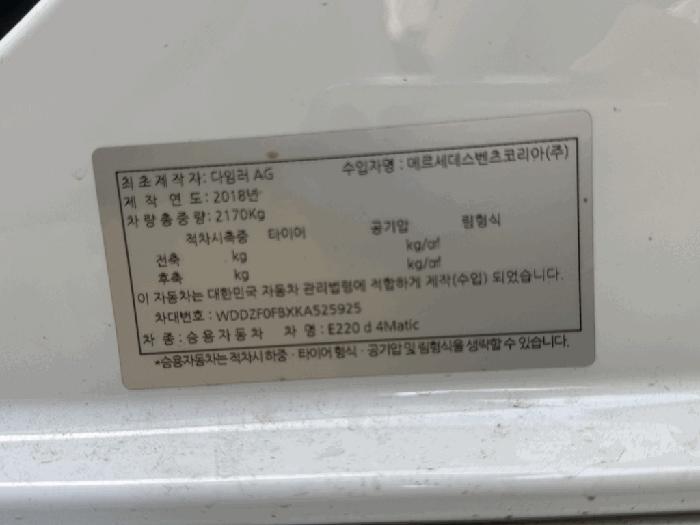 최초제작자: 다임러 AG 수입자명 : 메르세데스벤츠코리아(주)
제 작 연 도: 2018년
차량총중량: 2170Kg
적차시축중 타이어 공기압 림형식
전축 kg kg/㎠
후축 kg kg/㎠
이 자동차는 대한민국 자동차 관리법령에 적합하게 제작(수입) 되었습니다.
차대번호 : WDDZF0FBXKA525925
차 종 : 승용자동차 차 명 : E220 d 4Matic
*승용자동차는 적차시하중 · 타이어형식 · 공기압 및 림형식을 생략할 수 있습니다.